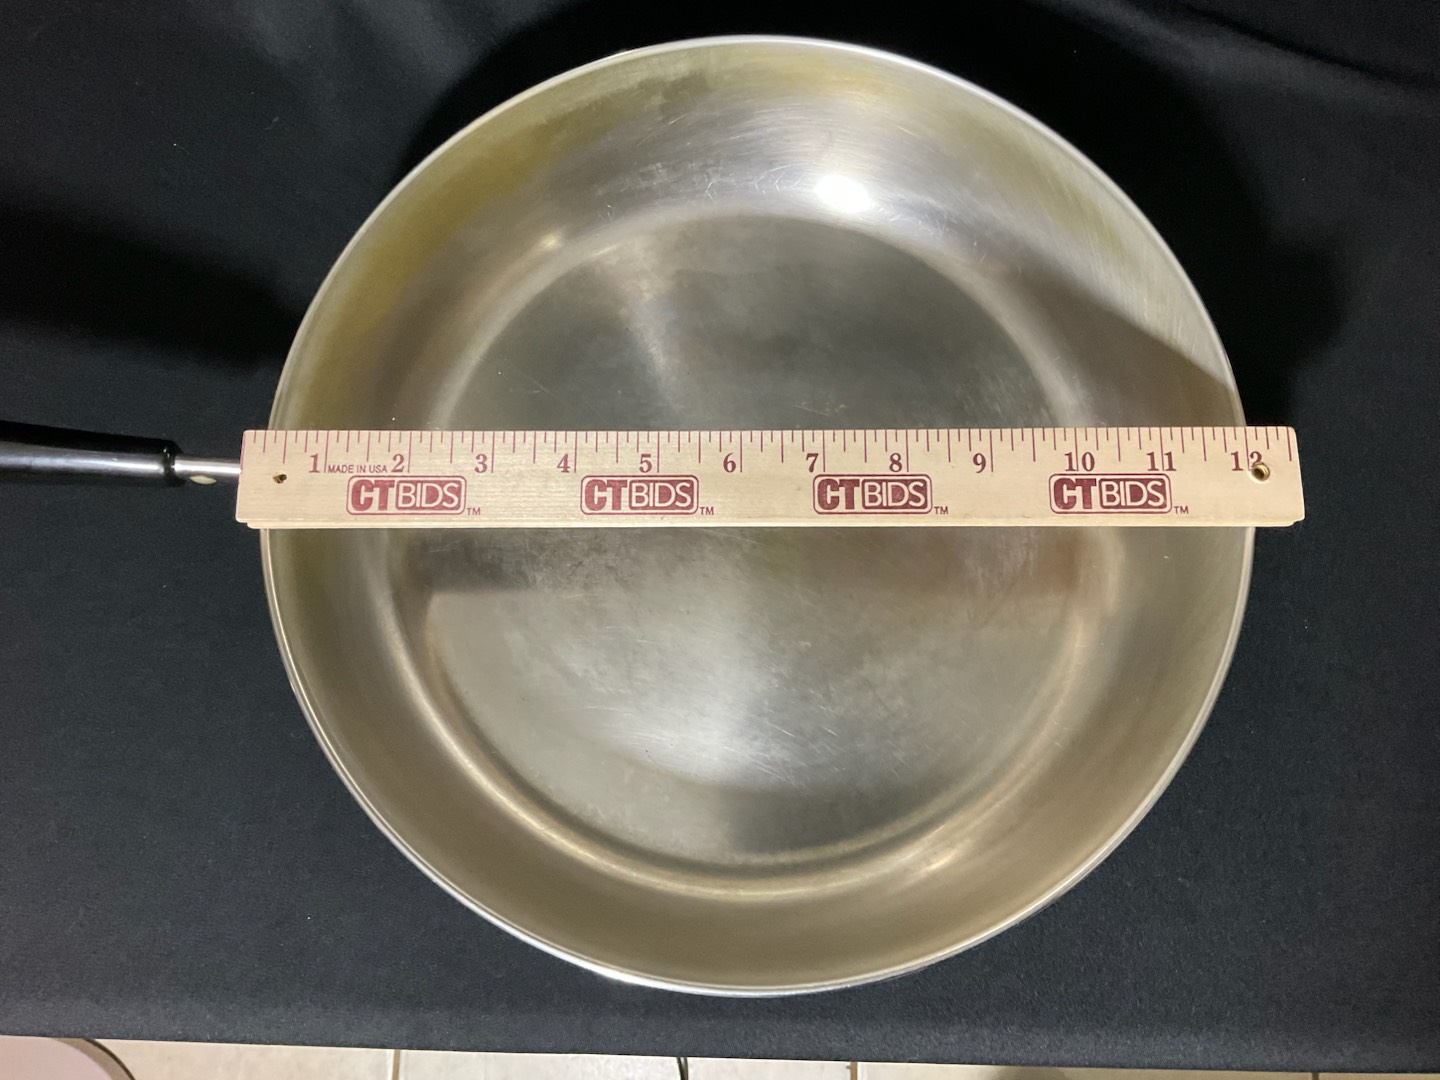 1 MADE IN USA 2 3 4 5 6 7 8 9 10 11 12
CTBIDS™ CTBIDS™ CTBIDS™ CTBIDS™